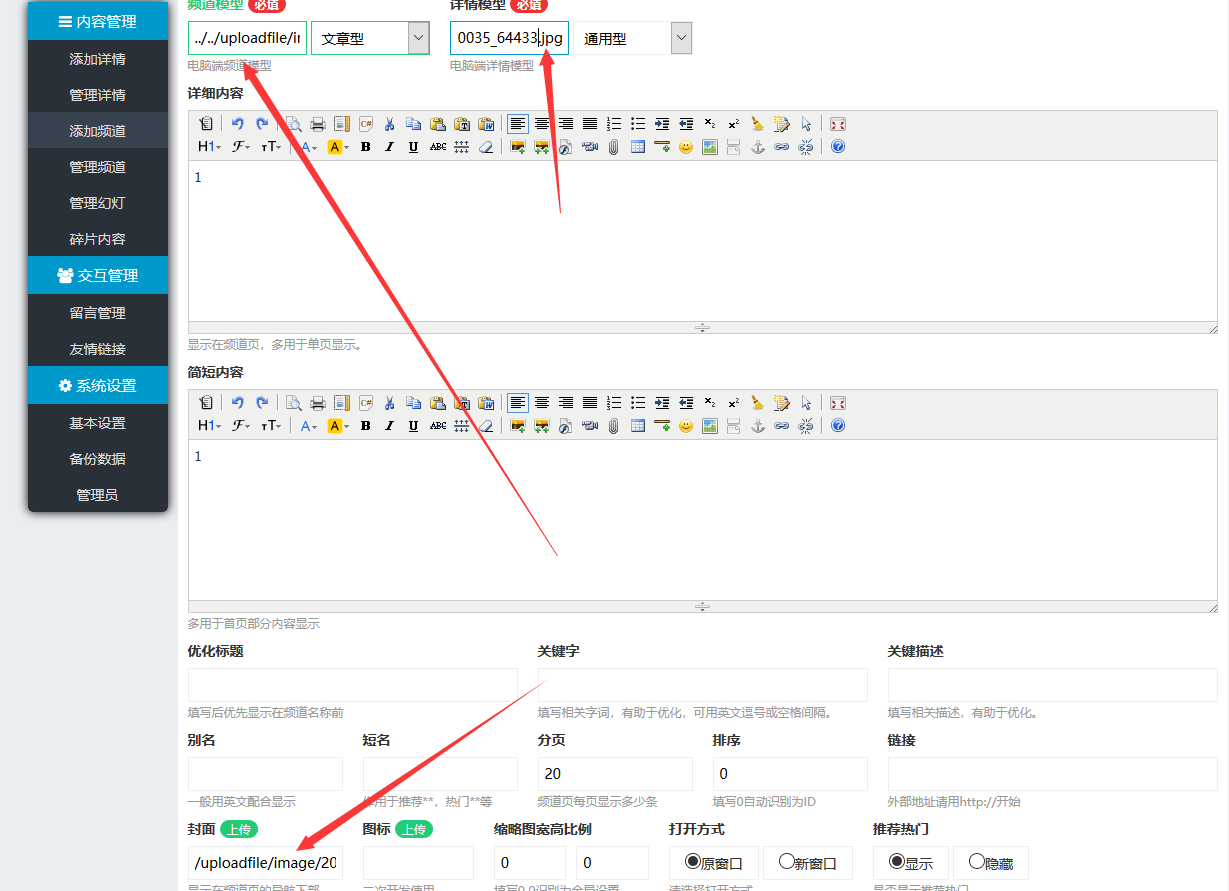 内容管理
添加详情
管理详情
添加频道
管理频道
管理幻灯
碎片内容
交互管理
留言管理
友情链接
系统设置
基本设置
备份数据
管理员
频道模型 必填
详情模型 必填
../../uploadfile/ir 文章型
0035_64433.jpg 通用型
电脑端频道模型
电脑端详情模型
详细内容
1
显示在频道页，多用于单页显示。
简短内容
1
多用于首页部分内容显示
优化标题 关键字 关键描述
填写后优先显示在频道名称前 填写相关字词，有助于优化，可用英文逗号或空格间隔。 填写相关描述，有助于优化。
别名 短名 分页 排序 链接
20 0
一般用英文配合显示 作用于推荐**，热门**等 频道页每页显示多少条 填写0自动识别为ID 外部地址请用http://开始
封面 上传 图标 上传 缩略图宽高比例 打开方式 推荐热门
/uploadfile/image/20 0 0 原窗口 新窗口 显示 隐藏
显示在频道页的导航下部 二次开发使用 填写0,0识别为全局设置 请选择打开方式 是否显示推荐热门